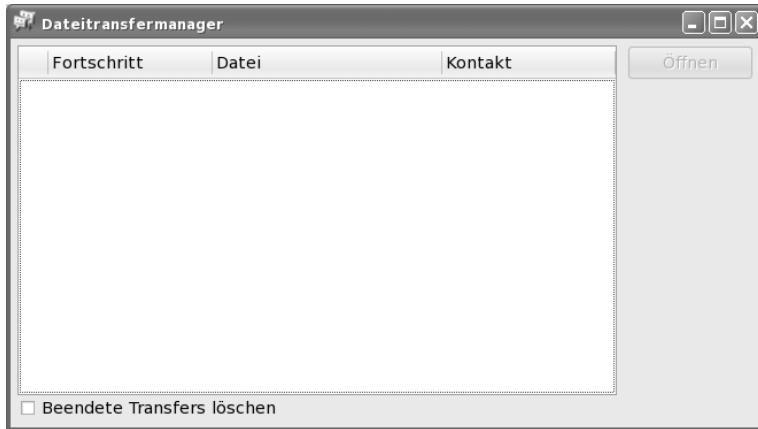 Dateitransfermanager
Fortschritt Datei Kontakt Öffnen
Beendete Transfers löschen